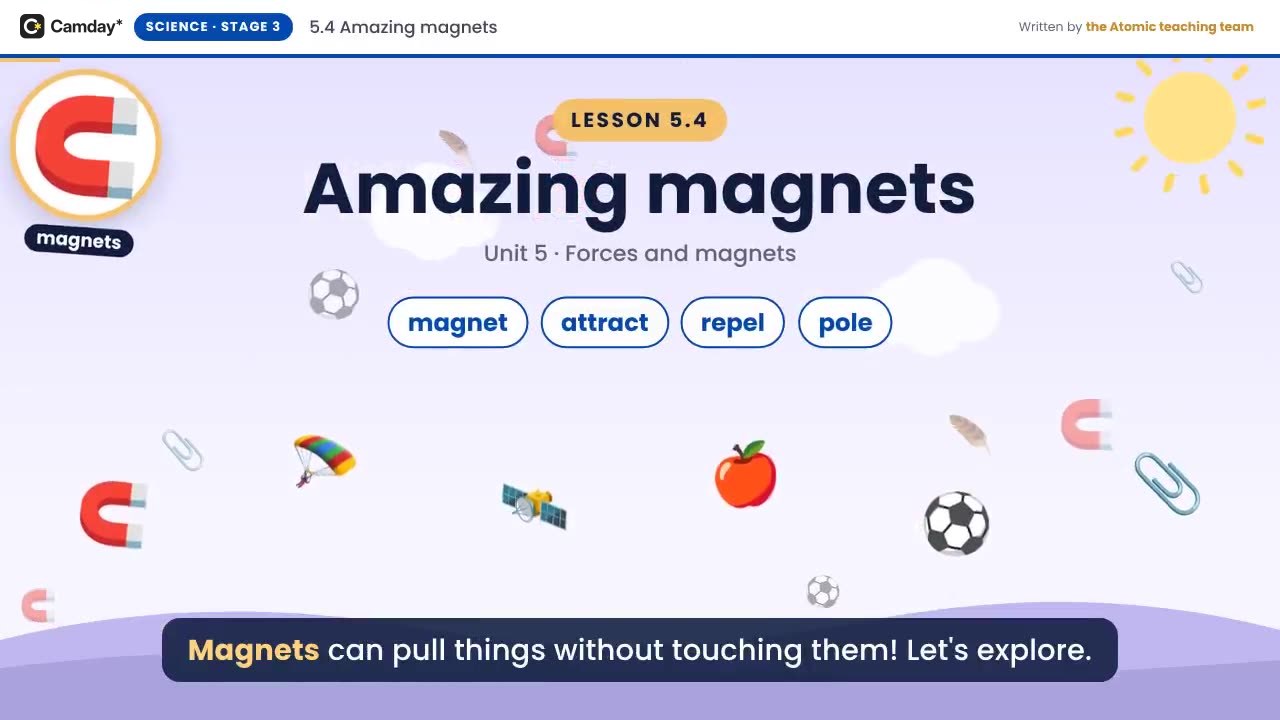 Camday*
SCIENCE · STAGE 3
5.4 Amazing magnets
Written by the Atomic teaching team
magnets
LESSON 5.4
Amazing magnets
Unit 5 · Forces and magnets
magnet
attract
repel
pole
Magnets can pull things without touching them! Let's explore.